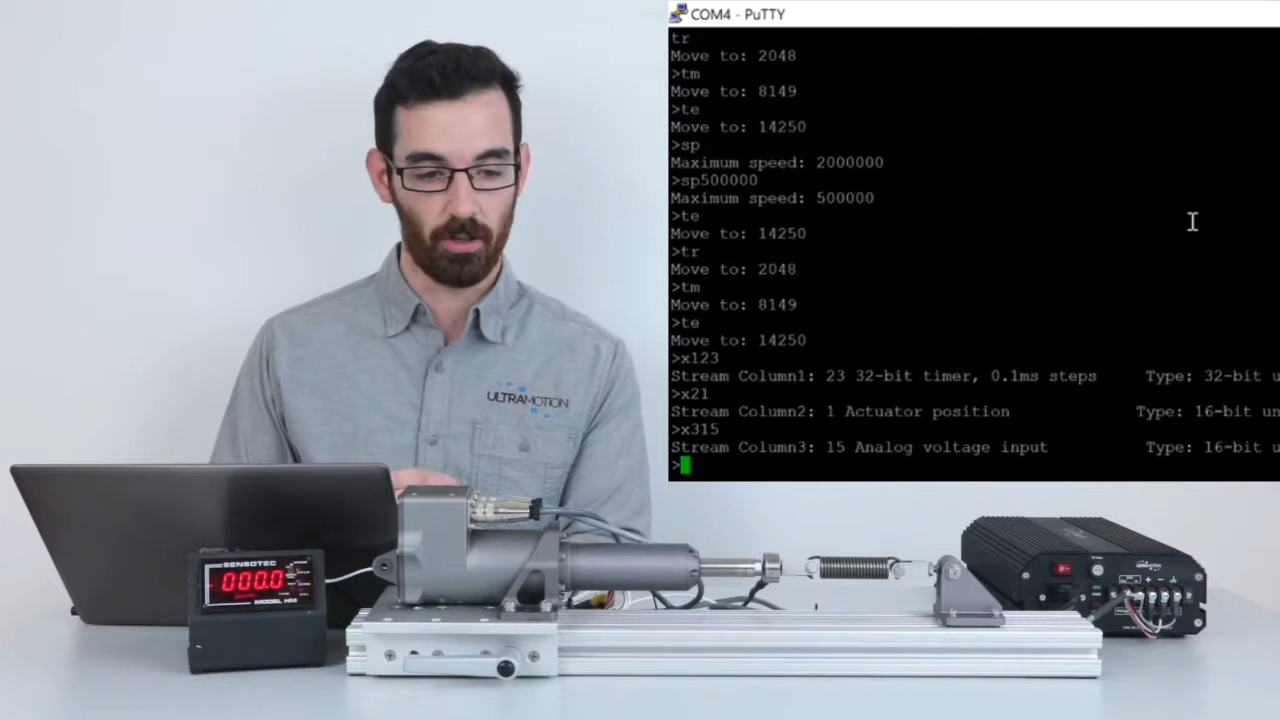 COM4 - PuTTY
tr
Move to: 2048
>tm
Move to: 8149
>te
Move to: 14250
>sp
Maximum speed: 2000000
>sp500000
Maximum speed: 500000
>te
Move to: 14250
>tr
Move to: 2048
>tm
Move to: 8149
>te
Move to: 14250
>x123
Stream Column1: 23 32-bit timer, 0.1ms steps Type: 32-bit u
>x21
Stream Column2: 1 Actuator position Type: 16-bit un
>x315
Stream Column3: 15 Analog voltage input Type: 16-bit u
>
ULTRAMOTION
SENSOTEC
000.0
MODEL HM
ULTRAMOTION